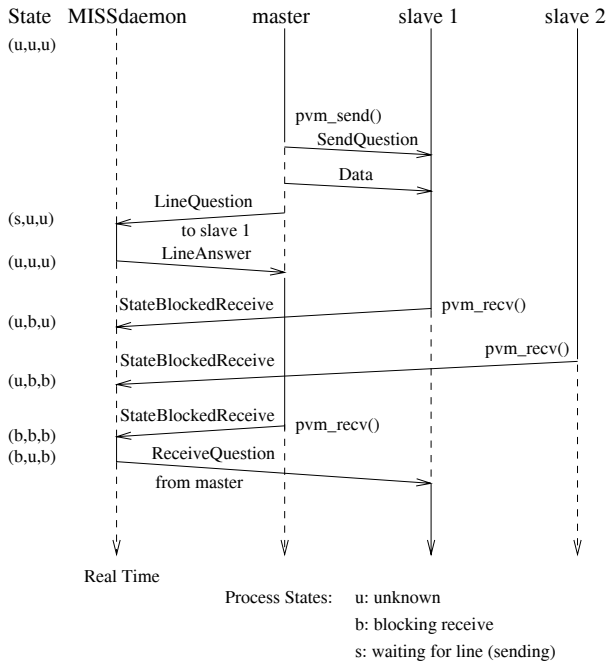 State MISSdaemon master slave 1 slave 2
(u,u,u)
pvm_send()
SendQuestion
Data
LineQuestion
(s,u,u)
to slave 1
LineAnswer
(u,u,u)
StateBlockedReceive pvm_recv()
(u,b,u)
pvm_recv()
StateBlockedReceive
(u,b,b)
StateBlockedReceive
pvm_recv()
(b,b,b)
(b,u,b) ReceiveQuestion
from master
Real Time
Process States: u: unknown
b: blocking receive
s: waiting for line (sending)